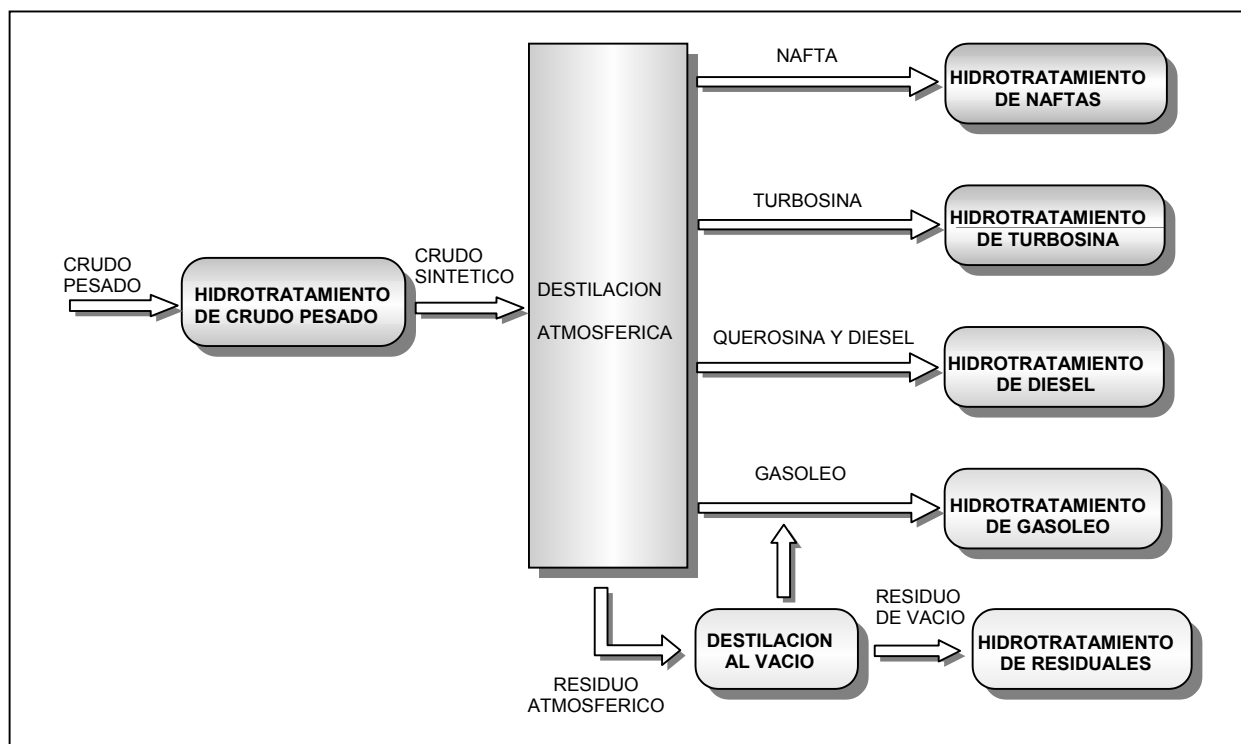 NAFTA
HIDROTRATAMIENTO
DE NAFTAS
TURBOSINA
HIDROTRATAMIENTO
DE TURBOSINA
CRUDO
PESADO
HIDROTRATAMIENTO
DE CRUDO PESADO
CRUDO
SINTETICO
DESTILACION
ATMOSFERICA
QUEROSINA Y DIESEL
HIDROTRATAMIENTO
DE DIESEL
GASOLEO
HIDROTRATAMIENTO
DE GASOLEO
RESIDUO
ATMOSFERICO
DESTILACION
AL VACIO
RESIDUO
DE VACIO
HIDROTRATAMIENTO
DE RESIDUALES